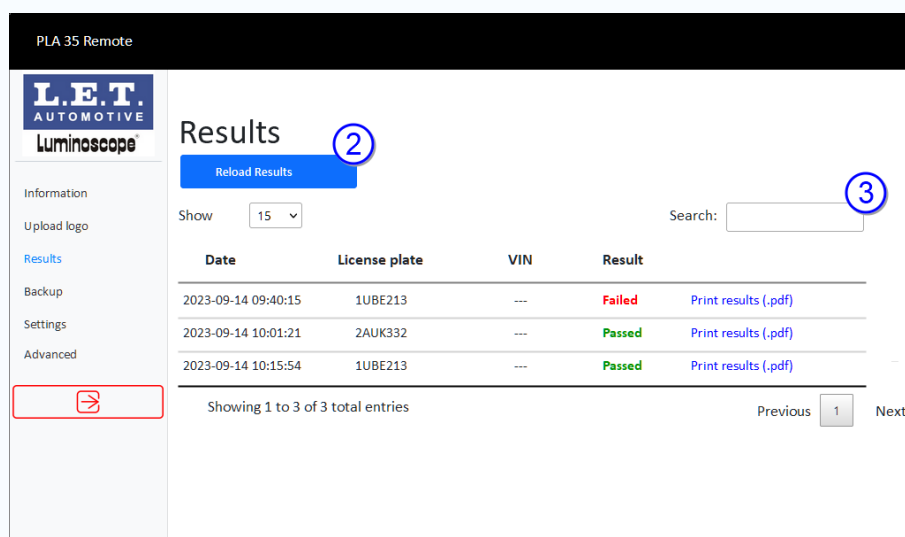 PLA 35 Remote
L.E.T.
AUTOMOTIVE
Luminoscope®
Information
Upload logo
Results
Backup
Settings
Advanced
Results
2
Reload Results
Show 15
Search:
3
Date License plate VIN Result
2023-09-14 09:40:15 1UBE213 --- Failed Print results (.pdf)
2023-09-14 10:01:21 2AUK332 --- Passed Print results (.pdf)
2023-09-14 10:15:54 1UBE213 --- Passed Print results (.pdf)
Showing 1 to 3 of 3 total entries
Previous 1 Next